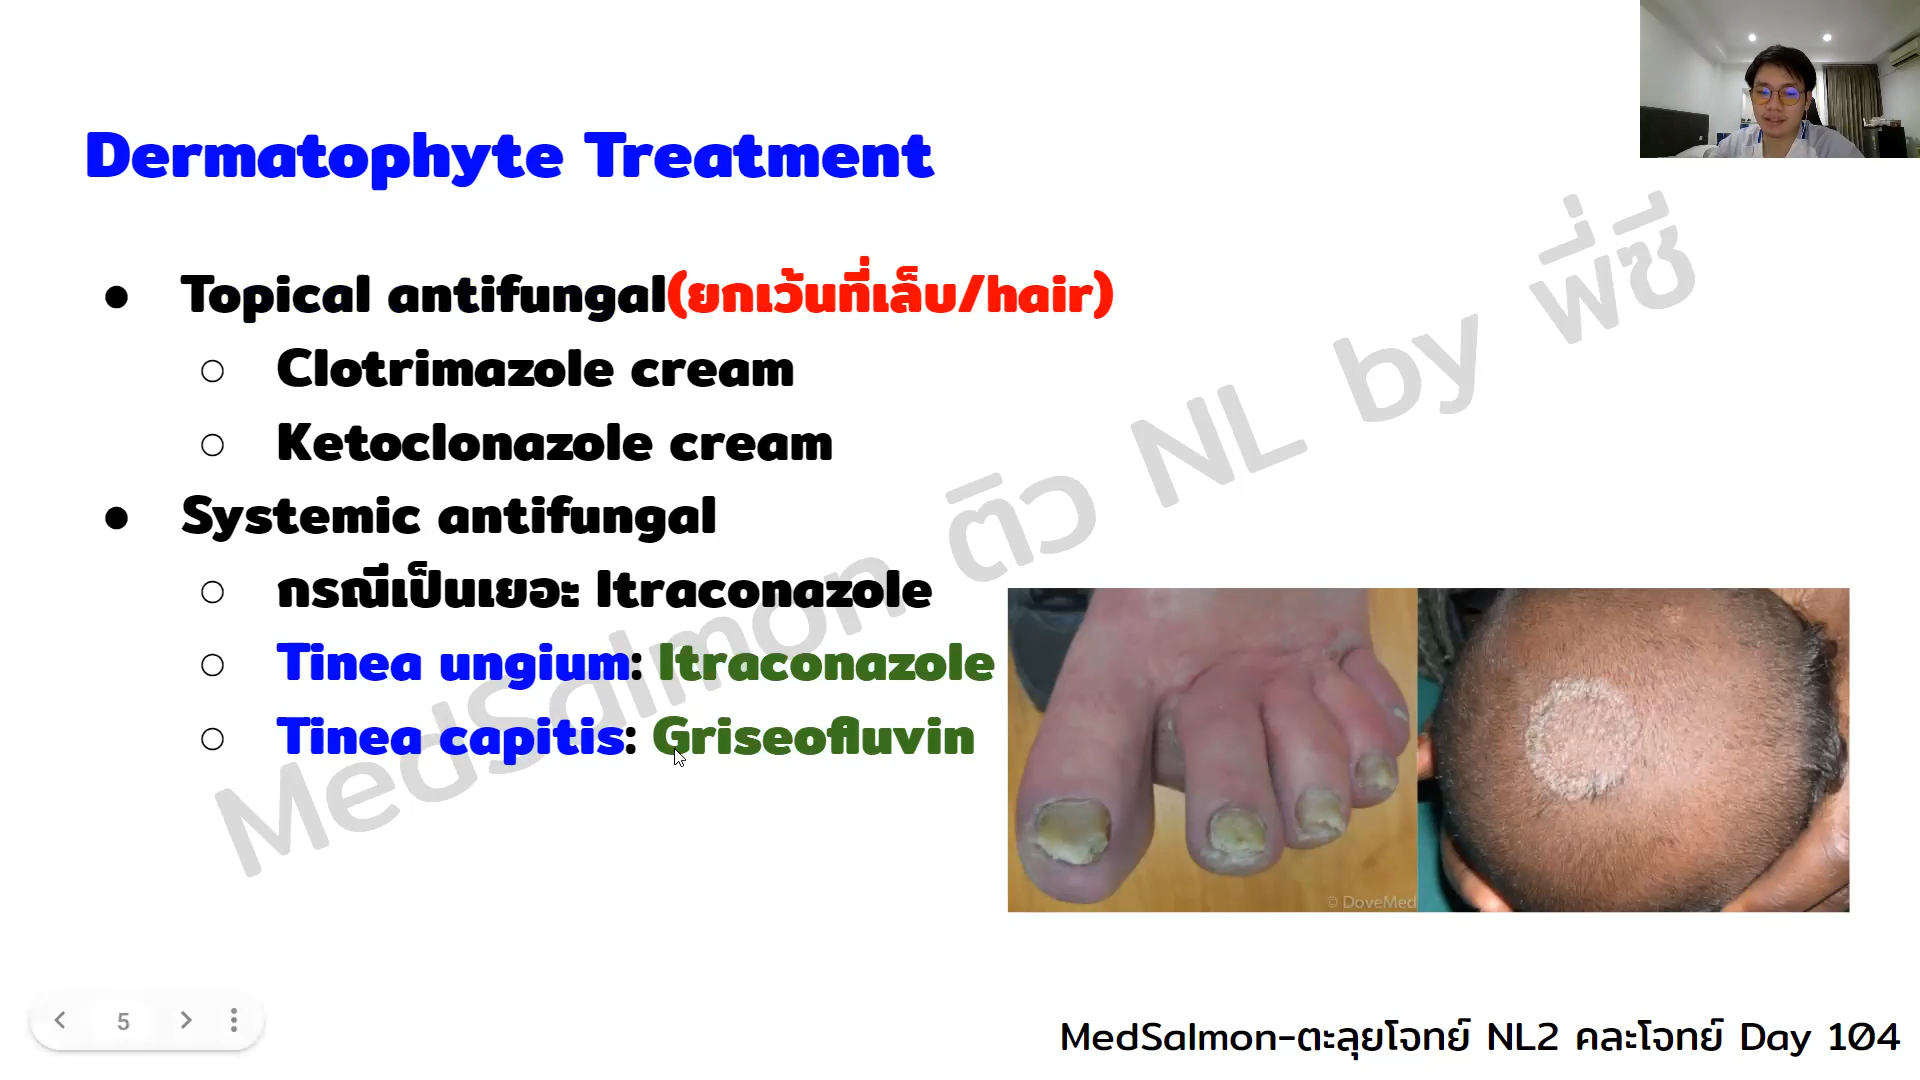 Dermatophyte Treatment
● Topical antifungal(ยกเว้นที่เล็บ/hair)
○ Clotrimazole cream
○ Ketoclonazole cream
● Systemic antifungal
○ กรณีเป็นเยอะ Itraconazole
○ Tinea ungium: Itraconazole
○ Tinea capitis: Griseofluvin
MedSalmon ติว NL by พี่ซี
© DoveMed
5
MedSalmon-ตะลุยโจทย์ NL2 คละโจทย์ Day 104